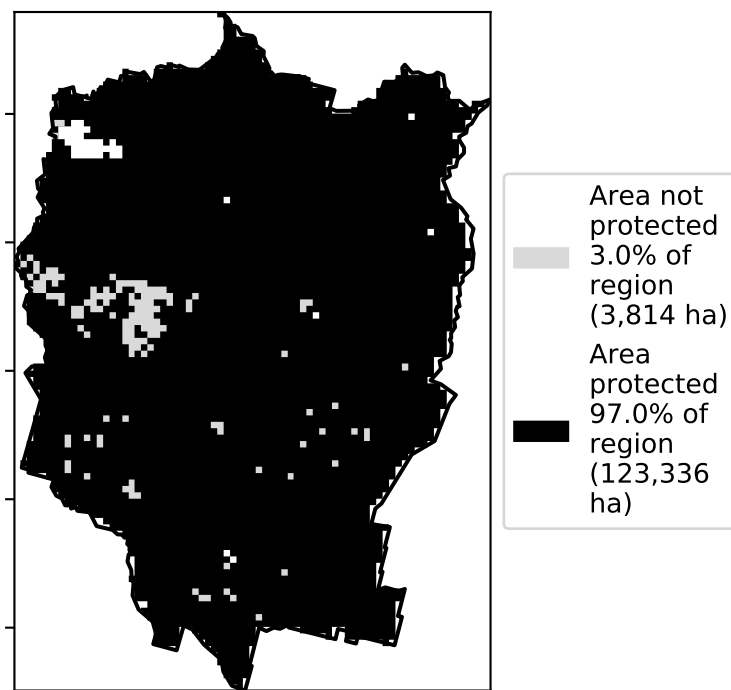 Area not
protected
3.0% of
region
(3,814 ha)
Area
protected
97.0% of
region
(123,336
ha)